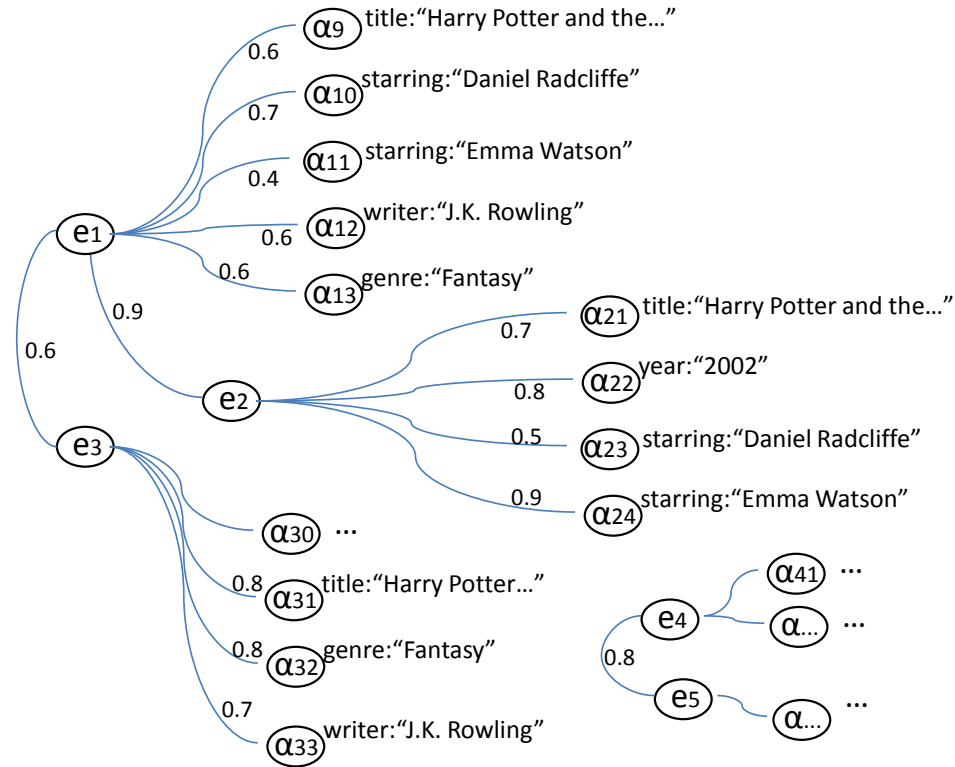 α9 title:“Harry Potter and the...”
0.6
α10 starring:“Daniel Radcliffe”
0.7
α11 starring:“Emma Watson”
0.4
α12 writer:“J.K. Rowling”
e1
0.6
α13 genre:“Fantasy”
0.6
α21 title:“Harry Potter and the...”
0.9
0.7
0.6
α22 year:“2002”
0.8
e2
e3
0.5
α23 starring:“Daniel Radcliffe”
0.9
α24 starring:“Emma Watson”
α30 ...
α41 ...
0.8
α31 title:“Harry Potter...”
e4
α... ...
0.8
α32 genre:“Fantasy”
0.8
e5
0.7
α... ...
α33 writer:“J.K. Rowling”